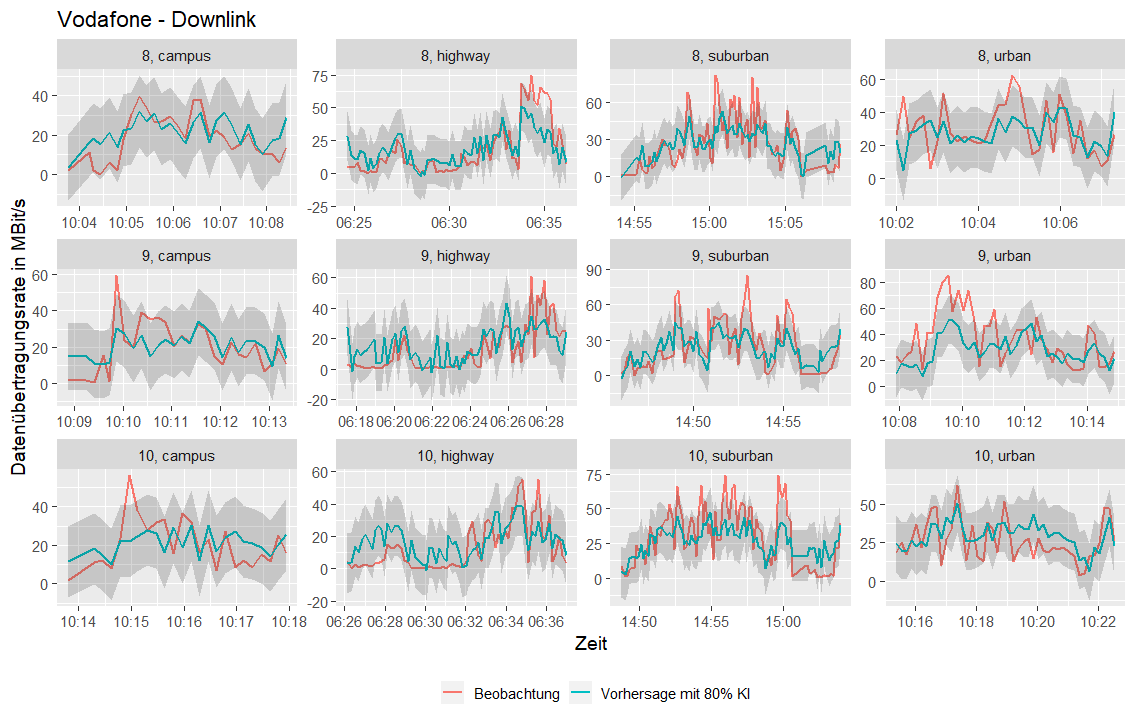 Vodafone - Downlink
8, campus 8, highway 8, suburban 8, urban
40
20
0
75
50
25
0
-25
60
30
0
60
40
20
0
10:04 10:05 10:06 10:07 10:08
06:25 06:30 06:35
14:55 15:00 15:05
10:02 10:04 10:06
9, campus 9, highway 9, suburban 9, urban
60
40
20
0
60
40
20
0
-20
90
60
30
0
80
60
40
20
0
10:09 10:10 10:11 10:12 10:13
06:18 06:20 06:22 06:24 06:26 06:28
14:50 14:55
10:08 10:10 10:12 10:14
10, campus 10, highway 10, suburban 10, urban
40
20
0
60
40
20
0
-20
75
50
25
0
50
25
0
10:14 10:15 10:16 10:17 10:18
06:26 06:28 06:30 06:32 06:34 06:36
14:50 14:55 15:00
10:16 10:18 10:20 10:22
Datenübertragungsrate in MBit/s
Zeit
Beobachtung Vorhersage mit 80% KI